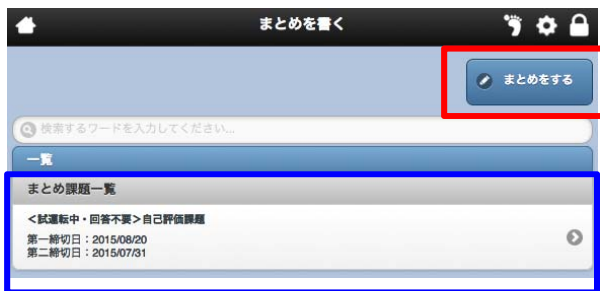 まとめを書く
まとめをする
検索するワードを入力してください...
一覧
まとめ課題一覧
＜試運転中・回答不要＞自己評価課題
第一締切日：2015/08/20
第二締切日：2015/07/31